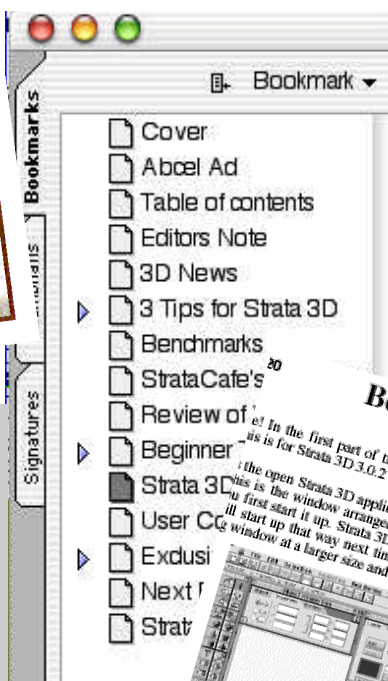 Bookmark
Bookmarks
Signatures
Cover
Abcel Ad
Table of contents
Editors Note
3D News
3 Tips for Strata 3D
Benchmarks
StrataCafe's
Review of
Beginner
Strata 3D
User Co
Exclusi
Next
Strat
20
e! In the first part of
is is for Strata 3D 3.0.2
the open Strata 3D appli
his is the window arrange
u first start it up. Strata 3D
ill start up that way next tim
g window at a larger size and